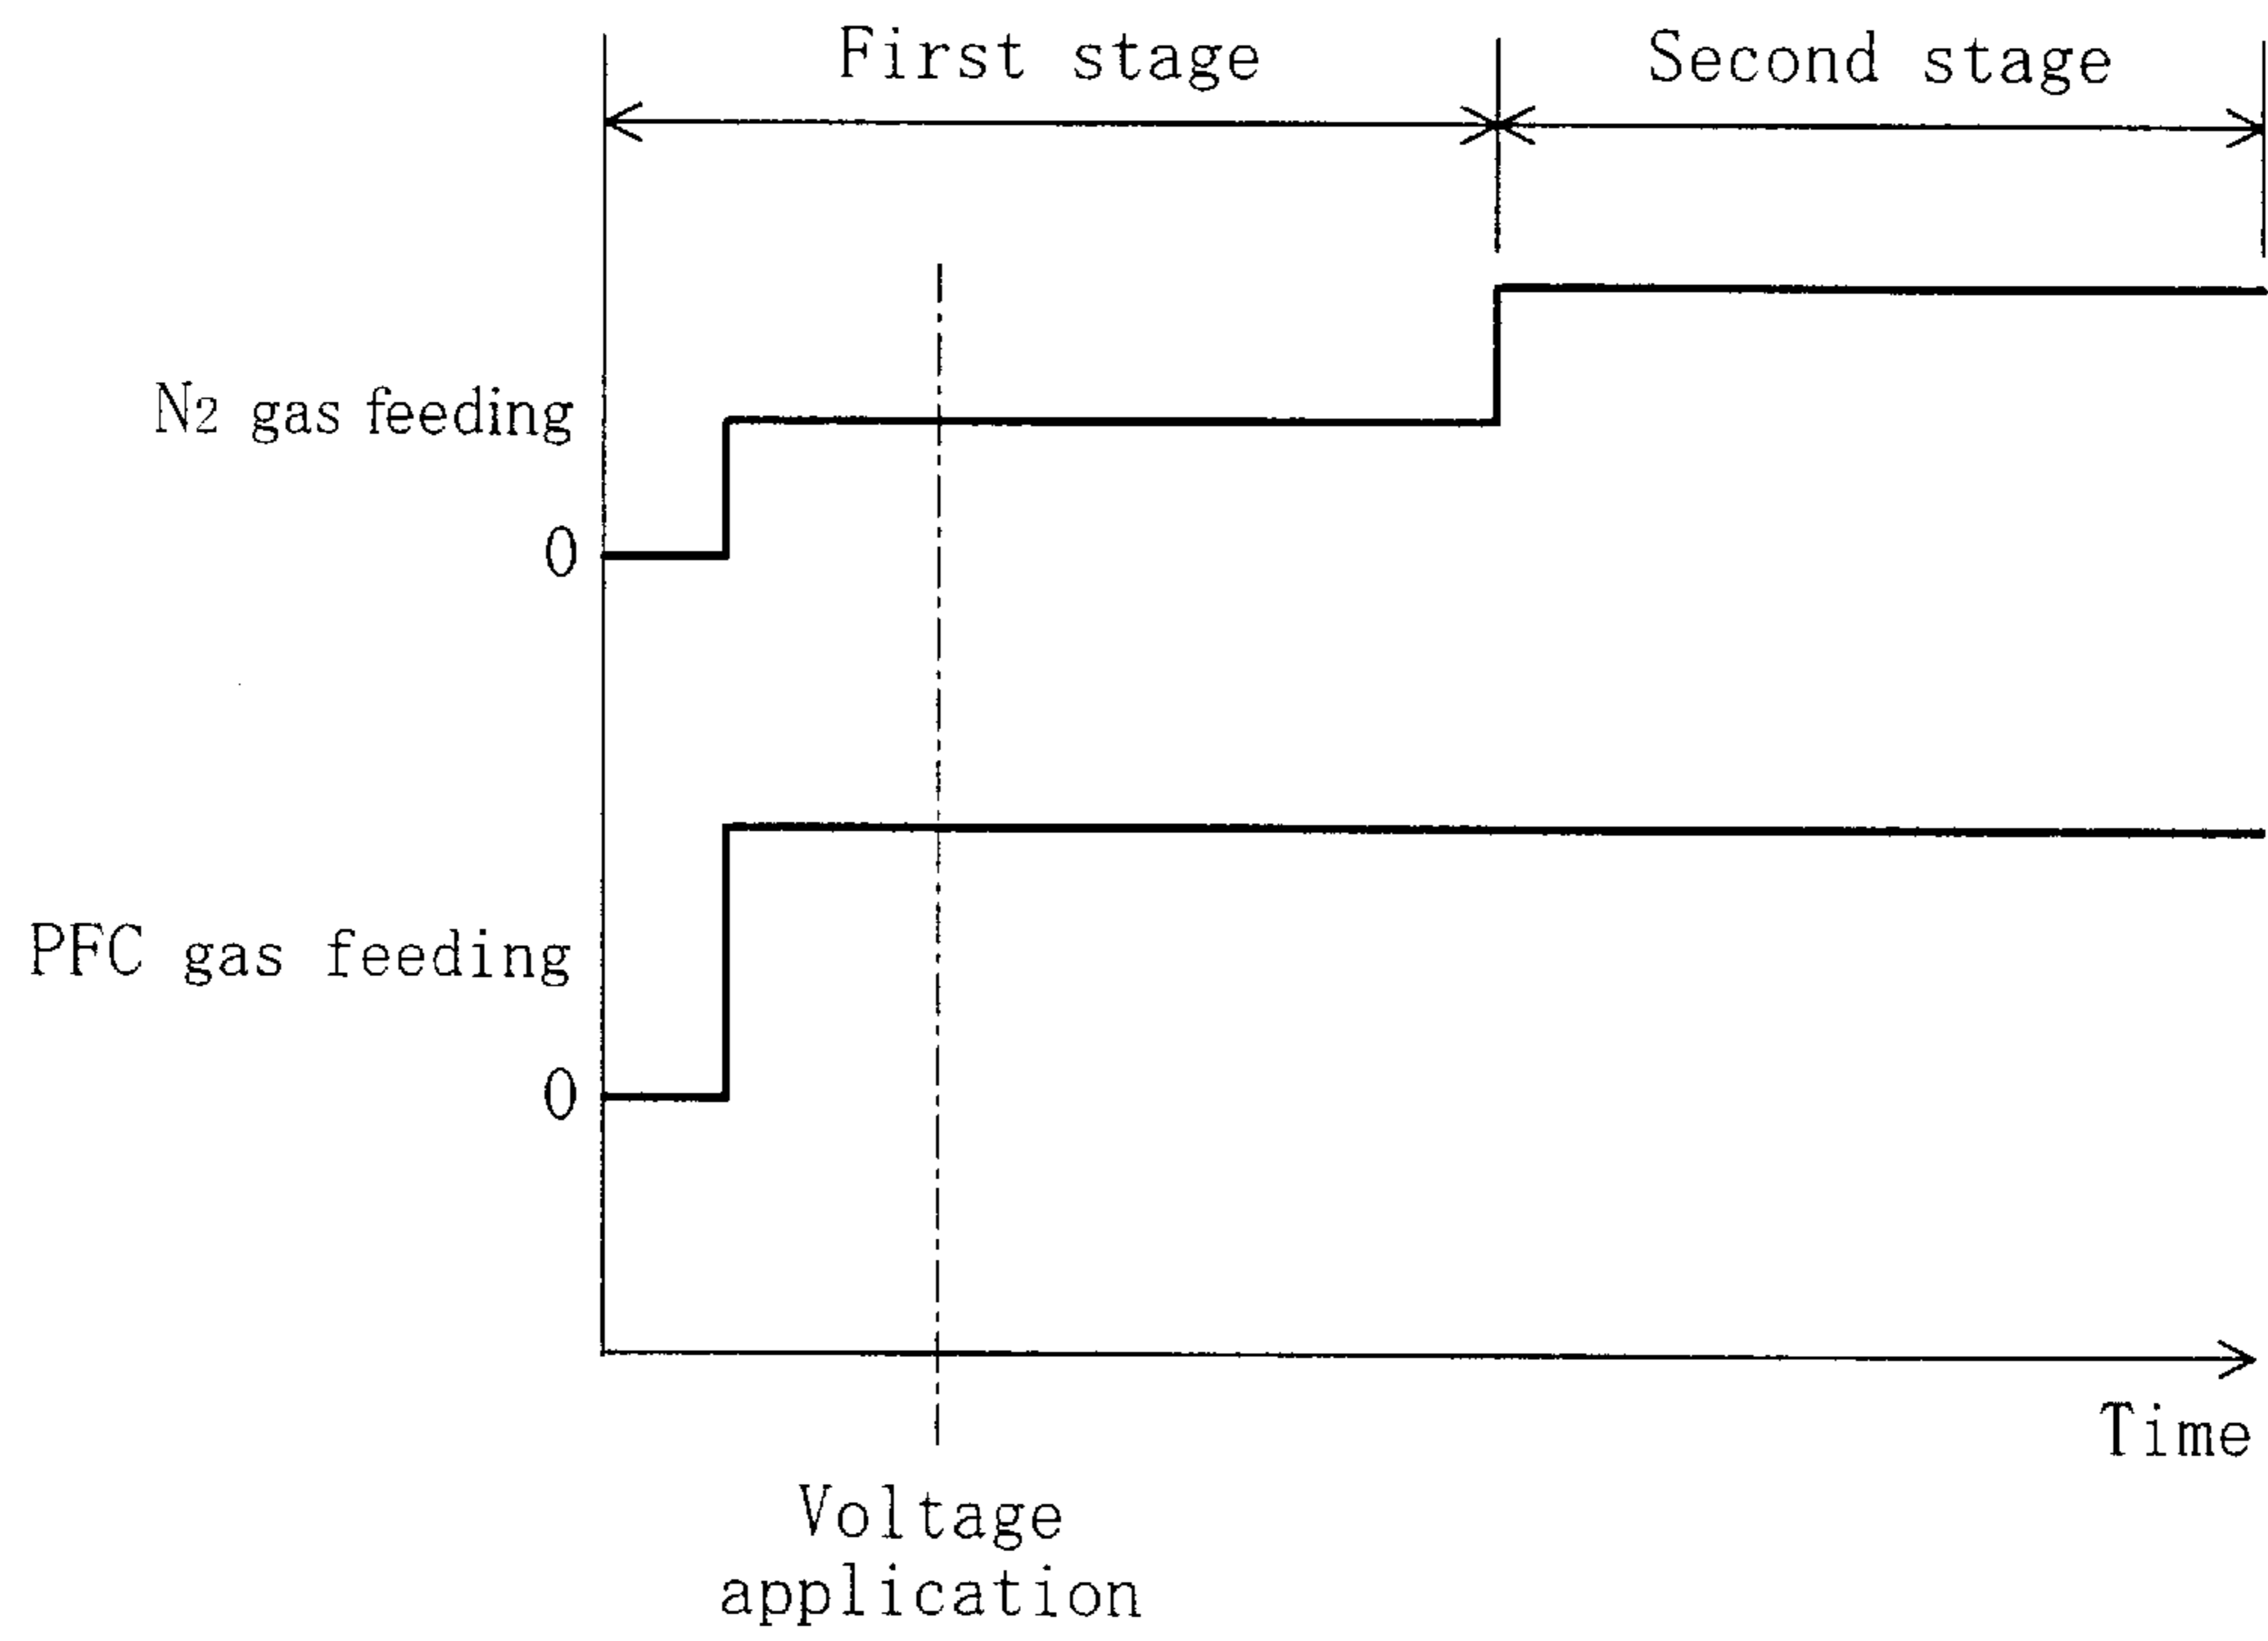 First stage
Second stage
N2 gas feeding
0
PFC gas feeding
0
Time
Voltage
application